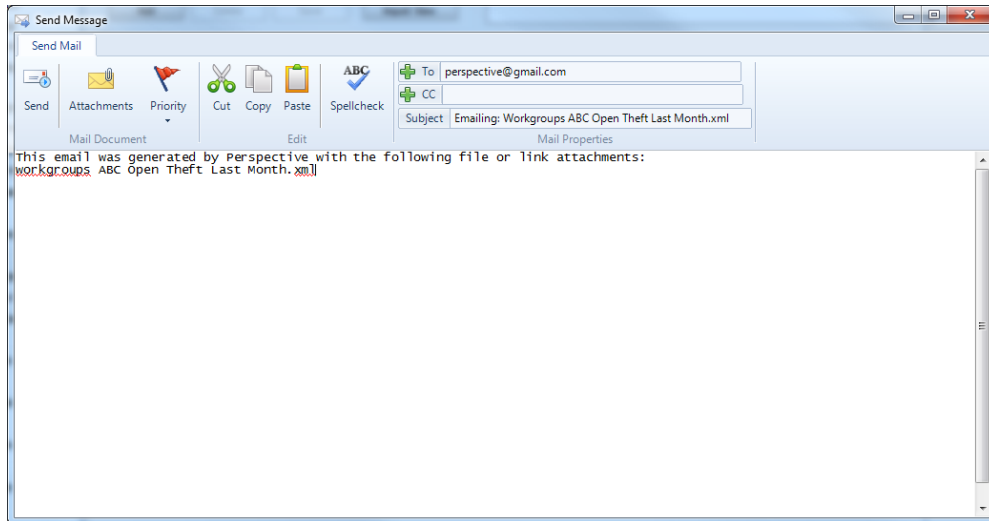 Send Message
Send Mail
Send
Attachments
Priority
Cut
Copy
Paste
ABC
Spellcheck
To perspective@gmail.com
CC
Subject Emailing: Workgroups ABC Open Theft Last Month.xml
Mail Document
Edit
Mail Properties
This email was generated by Perspective with the following file or link attachments:
workgroups ABC Open Theft Last Month.xml